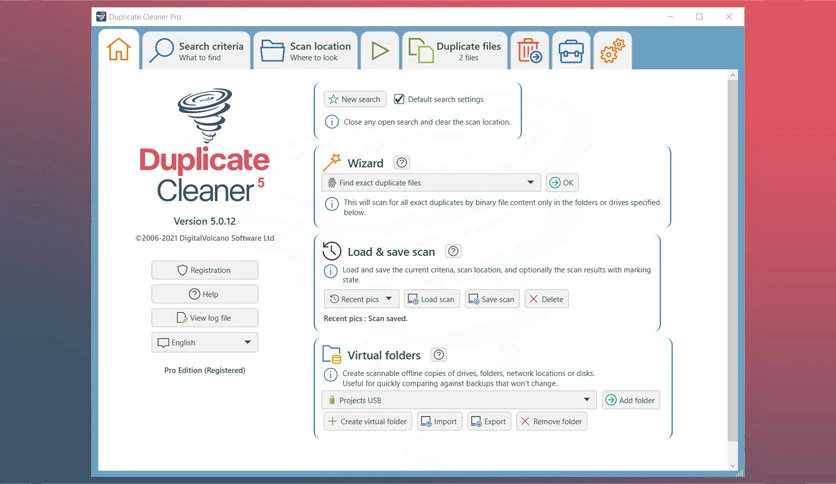 Duplicate Cleaner Pro
Search criteria
What to find
Scan location
Where to look
Duplicate files
2 files
Duplicate
Cleaner 5
Version 5.0.12
©2006-2021 DigitalVolcano Software Ltd
Registration
Help
View log file
English
Pro Edition (Registered)
New search
Default search settings
Close any open search and clear the scan location.
Wizard
Find exact duplicate files
OK
This will scan for all exact duplicates by binary file content only in the folders or drives specified
below.
Load & save scan
Load and save the current criteria, scan location, and optionally the scan results with marking
state.
Recent pics
Load scan
Save scan
Delete
Recent pics : Scan saved.
Virtual folders
Create scannable offline copies of drives, folders, network locations or disks.
Useful for quickly comparing against backups that won't change.
Projects USB
Add folder
Create virtual folder
Import
Export
Remove folder